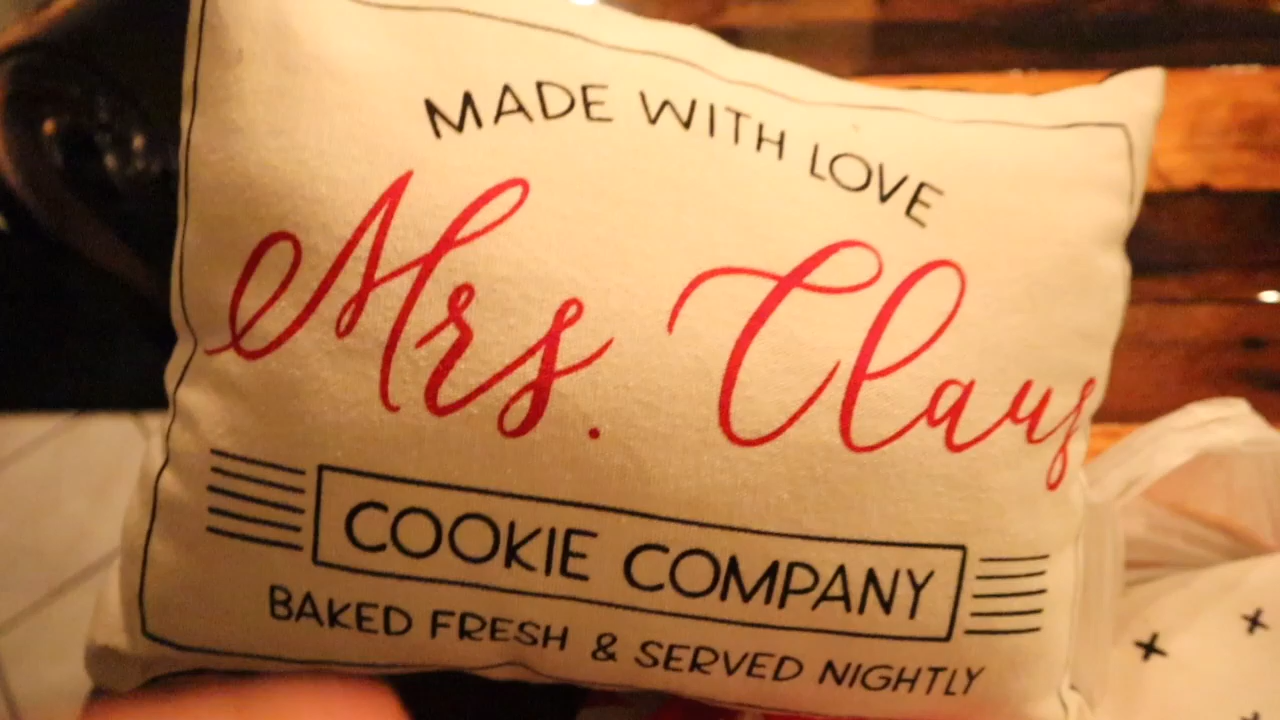 MADE WITH LOVE
Mrs. Claus
COOKIE COMPANY
BAKED FRESH & SERVED NIGHTLY